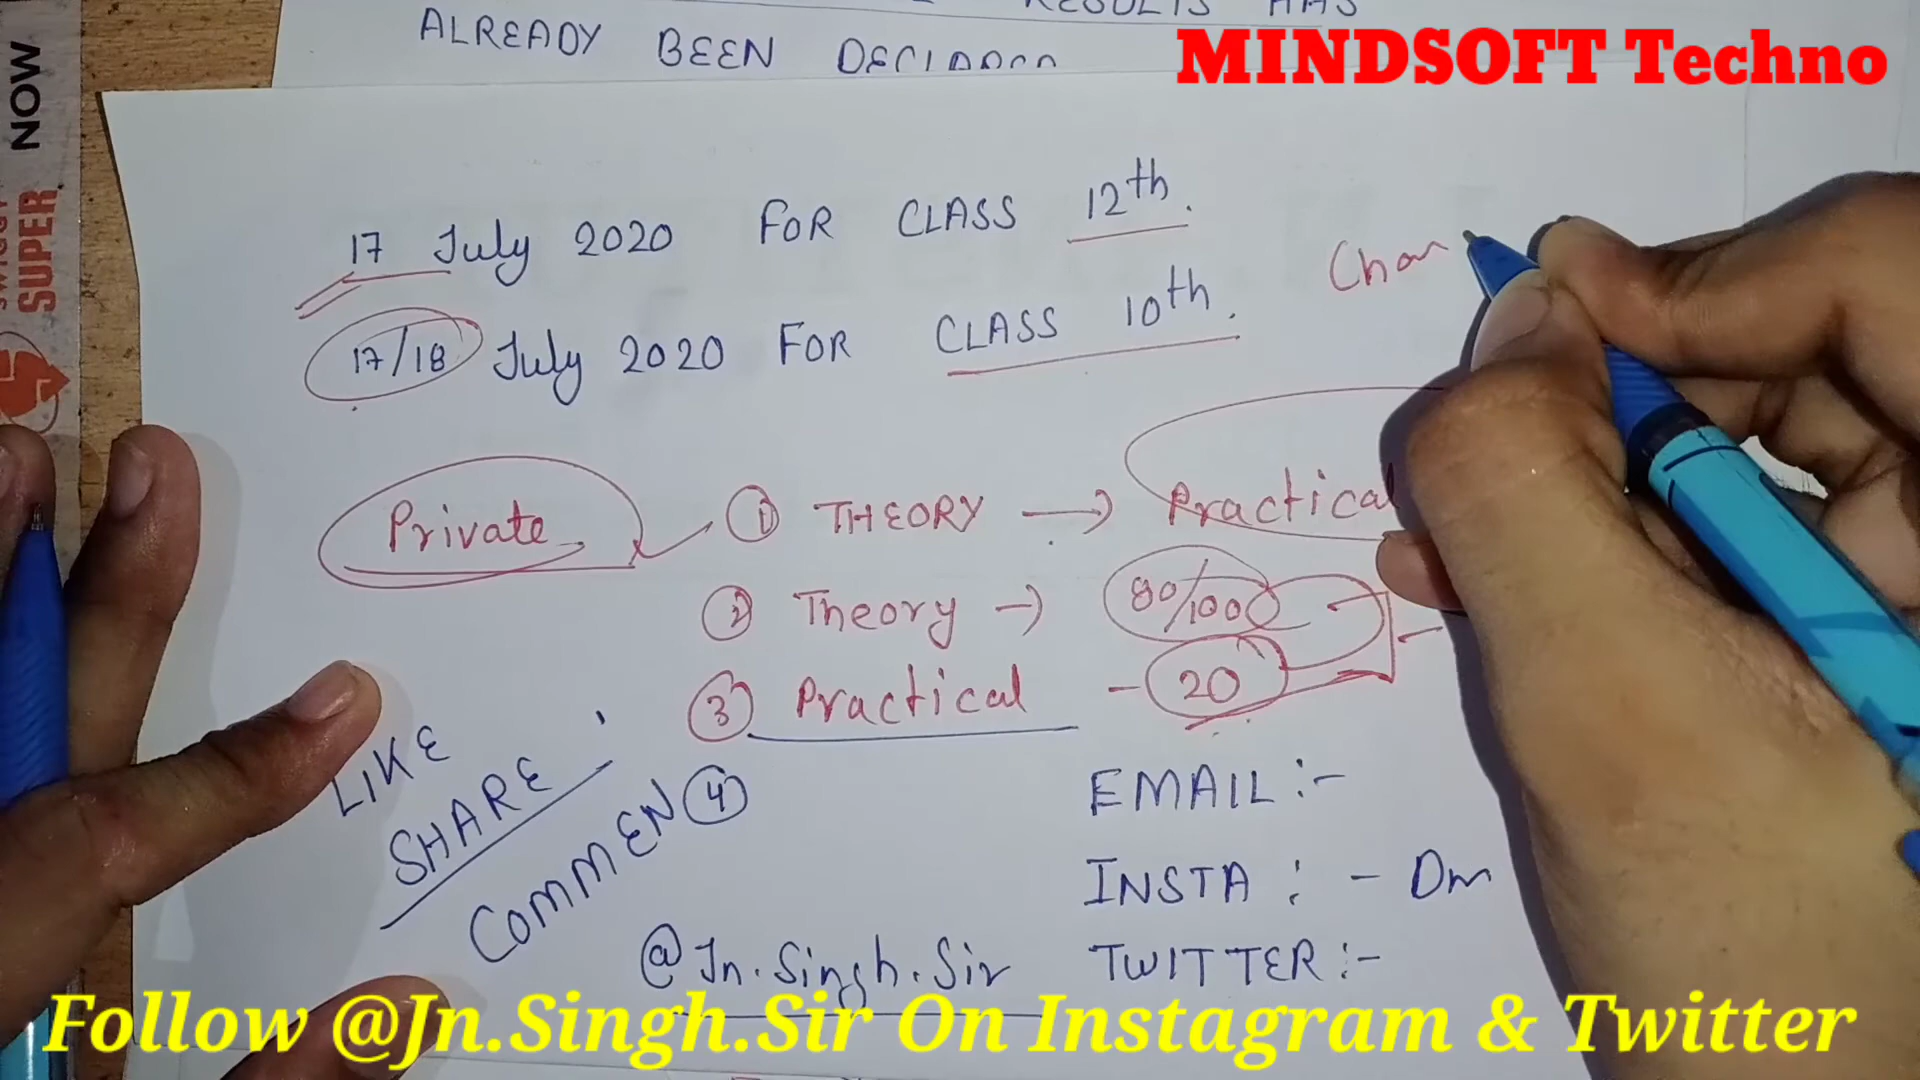 RESULTS HAS
ALREADY BEEN
MINDSOFT Techno
NOW
SUPER
17 July 2020 FOR CLASS 12th.
17/18 July 2020 FOR CLASS 10th.
Chan
Private
① THEORY → Practical
② Theory → 80/100
③ Practical - 20
④
LIKE
SHARE
COMMEN
EMAIL :-
INSTA : - Dm
TWITTER :-
@Jn.Singh.Sir
Follow @Jn.Singh.Sir On Instagram & Twitter